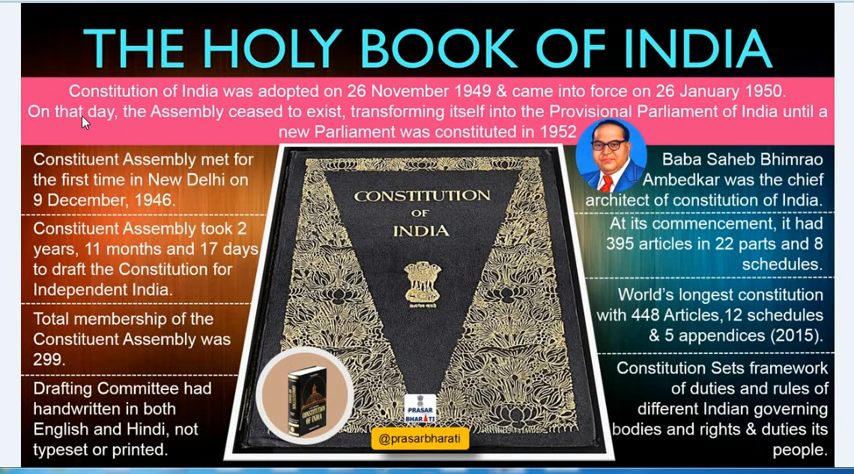 THE HOLY BOOK OF INDIA
Constitution of India was adopted on 26 November 1949 & came into force on 26 January 1950.
On that day, the Assembly ceased to exist, transforming itself into the Provisional Parliament of India until a
new Parliament was constituted in 1952
Constituent Assembly met for
the first time in New Delhi on
9 December, 1946.
Constituent Assembly took 2
years, 11 months and 17 days
to draft the Constitution for
Independent India.
Total membership of the
Constituent Assembly was
299.
Drafting Committee had
handwritten in both
English and Hindi, not
typeset or printed.
CONSTITUTION
OF
INDIA
CONSTITUTION
OF INDIA
PRASAR
BHARATI
@prasarbharati
Baba Saheb Bhimrao
Ambedkar was the chief
architect of constitution of India.
At its commencement, it had
395 articles in 22 parts and 8
schedules.
World's longest constitution
with 448 Articles,12 schedules
& 5 appendices (2015).
Constitution Sets framework
of duties and rules of
different Indian governing
bodies and rights & duties its
people.